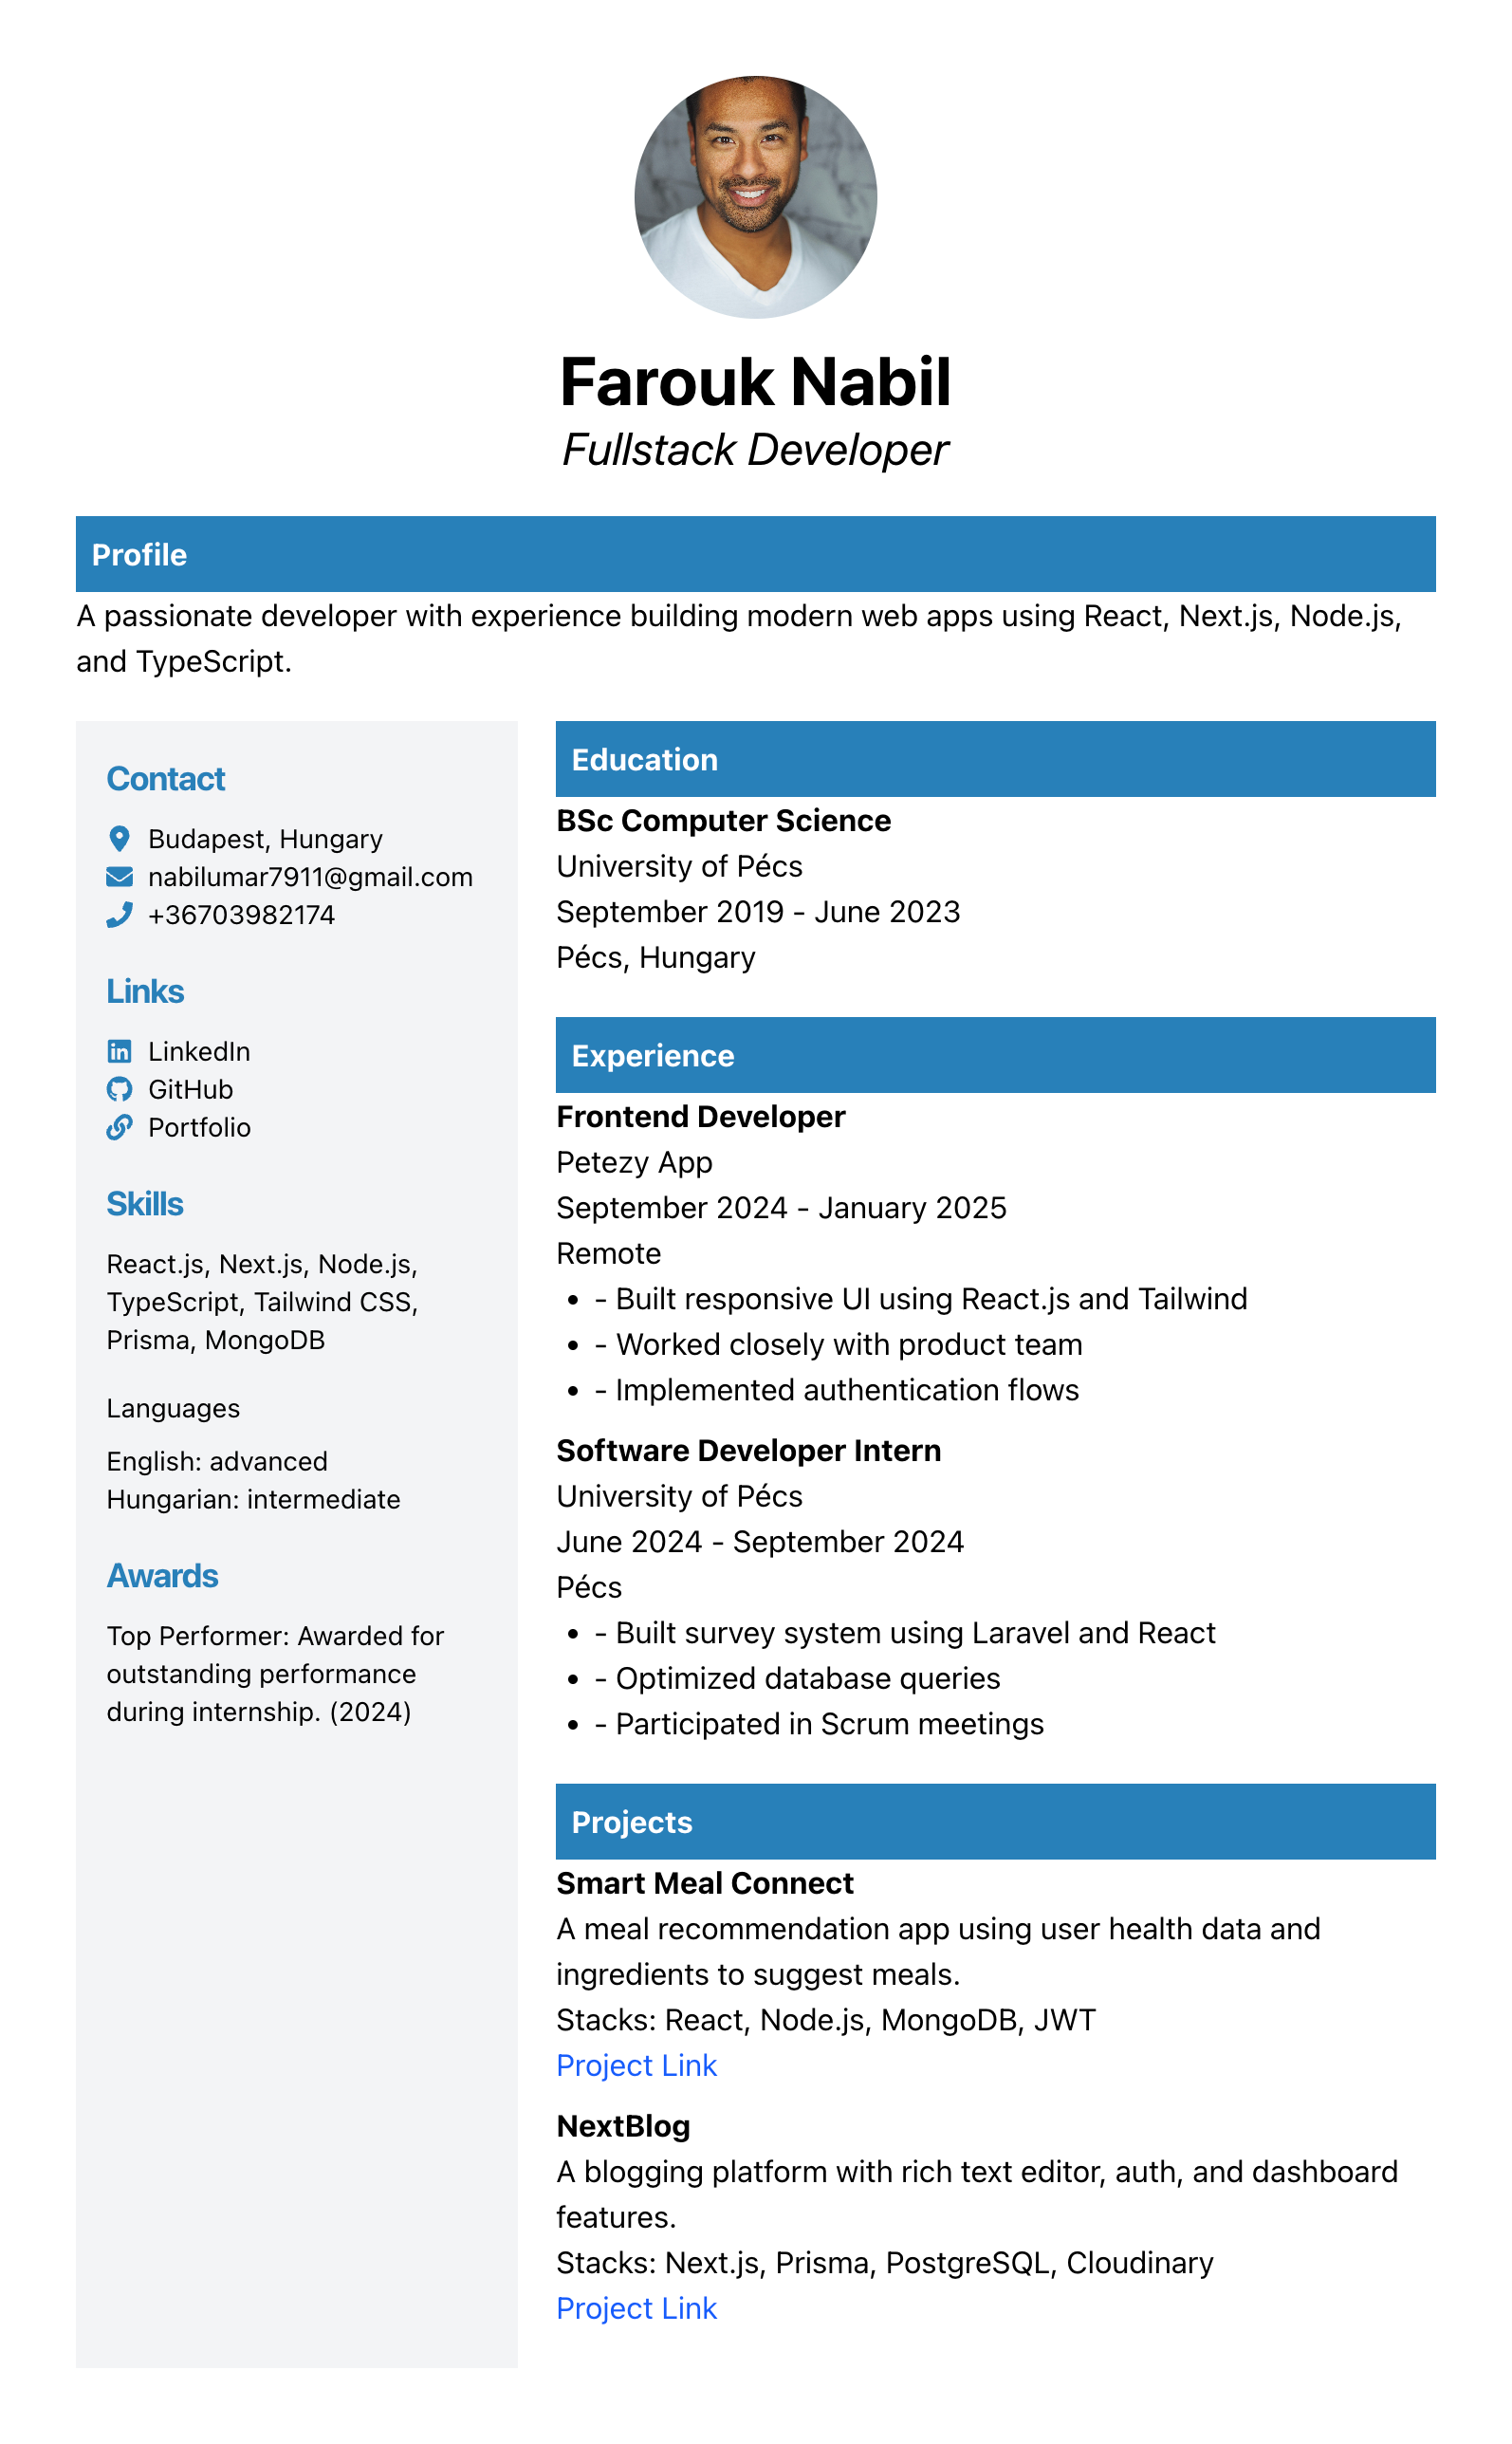 Farouk Nabil
Fullstack Developer
Profile
A passionate developer with experience building modern web apps using React, Next.js, Node.js,
and TypeScript.
Contact
Budapest, Hungary
nabilumar7911@gmail.com
+36703982174
Links
LinkedIn
GitHub
Portfolio
Skills
React.js, Next.js, Node.js,
TypeScript, Tailwind CSS,
Prisma, MongoDB
Languages
English: advanced
Hungarian: intermediate
Awards
Top Performer: Awarded for
outstanding performance
during internship. (2024)
Education
BSc Computer Science
University of Pécs
September 2019 - June 2023
Pécs, Hungary
Experience
Frontend Developer
Petezy App
September 2024 - January 2025
Remote
• - Built responsive UI using React.js and Tailwind
• - Worked closely with product team
• - Implemented authentication flows
Software Developer Intern
University of Pécs
June 2024 - September 2024
Pécs
• - Built survey system using Laravel and React
• - Optimized database queries
• - Participated in Scrum meetings
Projects
Smart Meal Connect
A meal recommendation app using user health data and
ingredients to suggest meals.
Stacks: React, Node.js, MongoDB, JWT
Project Link
NextBlog
A blogging platform with rich text editor, auth, and dashboard
features.
Stacks: Next.js, Prisma, PostgreSQL, Cloudinary
Project Link